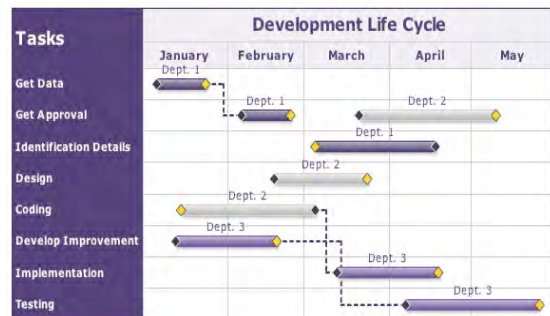 Tasks
Development Life Cycle
January February March April May
Get Data
Dept. 1
Get Approval
Dept. 1
Dept. 2
Identification Details
Dept. 1
Design
Dept. 2
Coding
Dept. 2
Develop Improvement
Dept. 3
Implementation
Dept. 3
Testing
Dept. 3